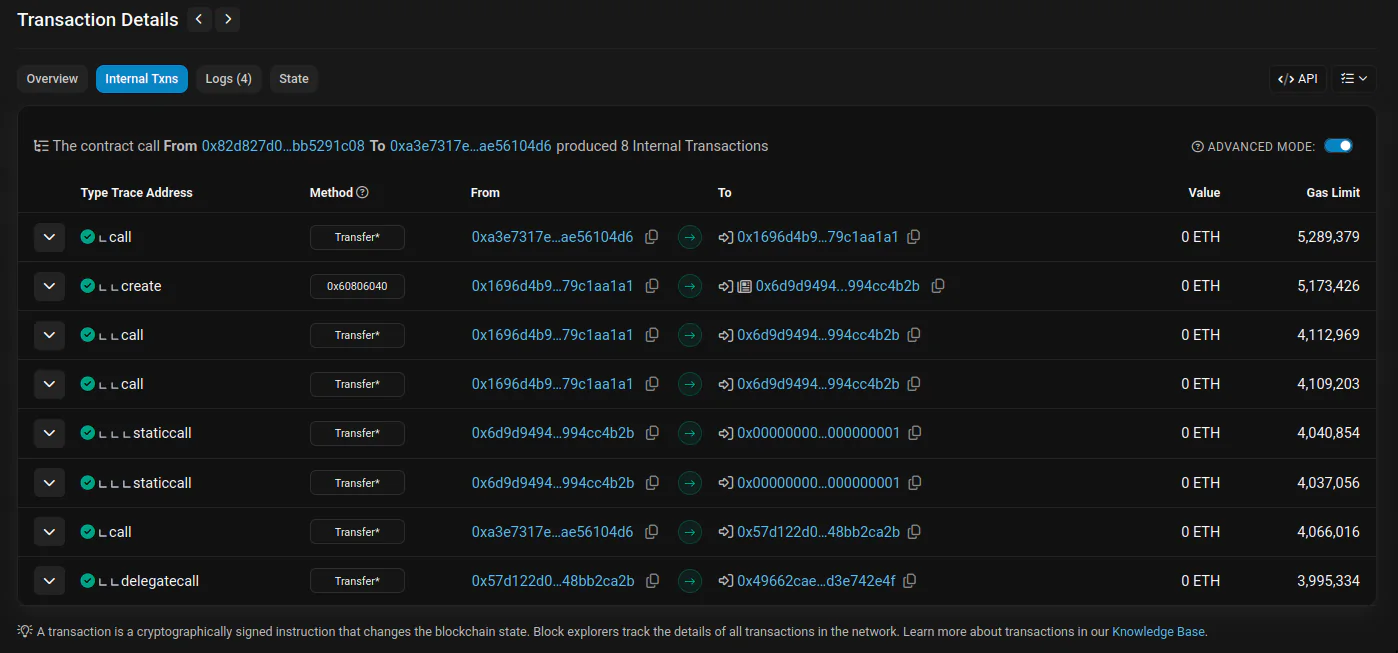 Transaction Details
Overview Internal Txns Logs (4) State </> API
The contract call From 0x82d827d0...bb5291c08 To 0xa3e7317e...ae56104d6 produced 8 Internal Transactions ADVANCED MODE:
Type Trace Address Method From To Value Gas Limit
call Transfer* 0xa3e7317e...ae56104d6 0x1696d4b9...79c1aa1a1 0 ETH 5,289,379
create 0x60806040 0x1696d4b9...79c1aa1a1 0x6d9d9494...994cc4b2b 0 ETH 5,173,426
call Transfer* 0x1696d4b9...79c1aa1a1 0x6d9d9494...994cc4b2b 0 ETH 4,112,969
call Transfer* 0x1696d4b9...79c1aa1a1 0x6d9d9494...994cc4b2b 0 ETH 4,109,203
staticcall Transfer* 0x6d9d9494...994cc4b2b 0x00000000...000000001 0 ETH 4,040,854
staticcall Transfer* 0x6d9d9494...994cc4b2b 0x00000000...000000001 0 ETH 4,037,056
call Transfer* 0xa3e7317e...ae56104d6 0x57d122d0...48bb2ca2b 0 ETH 4,066,016
delegatecall Transfer* 0x57d122d0...48bb2ca2b 0x49662cae...d3e742e4f 0 ETH 3,995,334
A transaction is a cryptographically signed instruction that changes the blockchain state. Block explorers track the details of all transactions in the network. Learn more about transactions in our Knowledge Base.